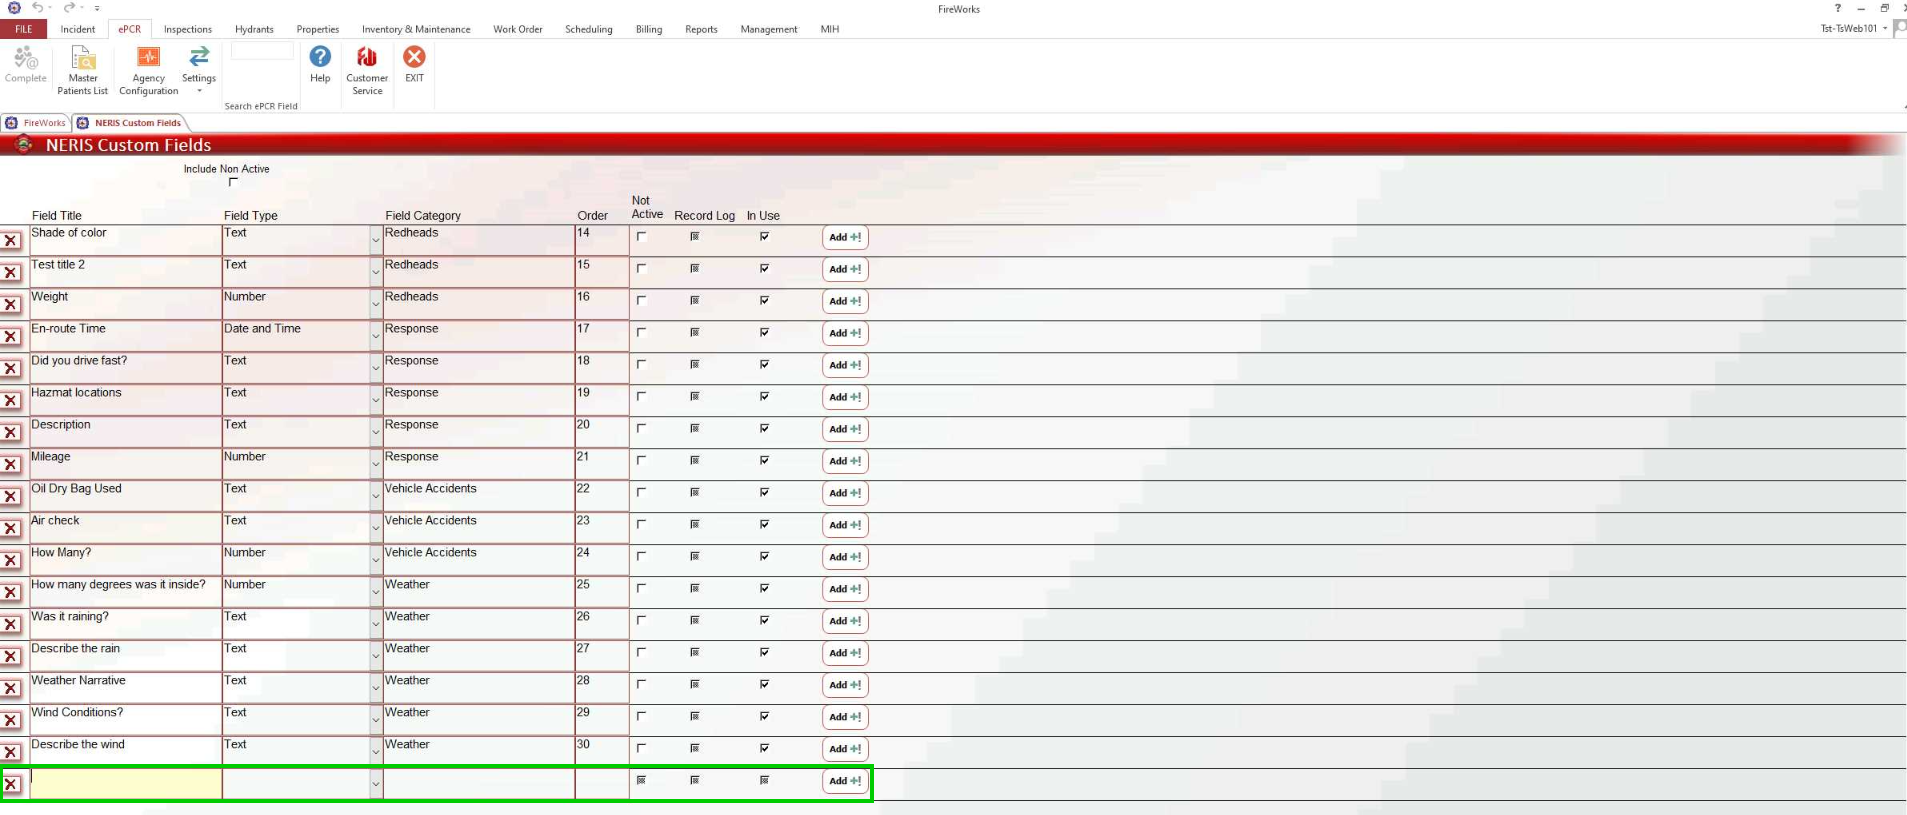 FireWorks
?
FILE Incident ePCR Inspections Hydrants Properties Inventory & Maintenance Work Order Scheduling Billing Reports Management MIH Tst-TsWeb101
Complete Master Patients List Agency Configuration Settings Help Customer Service EXIT
Search ePCR Field
FireWorks NERIS Custom Fields
NERIS Custom Fields
Include Non Active
Field Title Field Type Field Category Order Not Active Record Log In Use
Shade of color Text Redheads 14 Add
Test title 2 Text Redheads 15 Add
Weight Number Redheads 16 Add
En-route Time Date and Time Response 17 Add
Did you drive fast? Text Response 18 Add
Hazmat locations Text Response 19 Add
Description Text Response 20 Add
Mileage Number Response 21 Add
Oil Dry Bag Used Text Vehicle Accidents 22 Add
Air check Text Vehicle Accidents 23 Add
How Many? Number Vehicle Accidents 24 Add
How many degrees was it inside? Number Weather 25 Add
Was it raining? Text Weather 26 Add
Describe the rain Text Weather 27 Add
Weather Narrative Text Weather 28 Add
Wind Conditions? Text Weather 29 Add
Describe the wind Text Weather 30 Add
Add